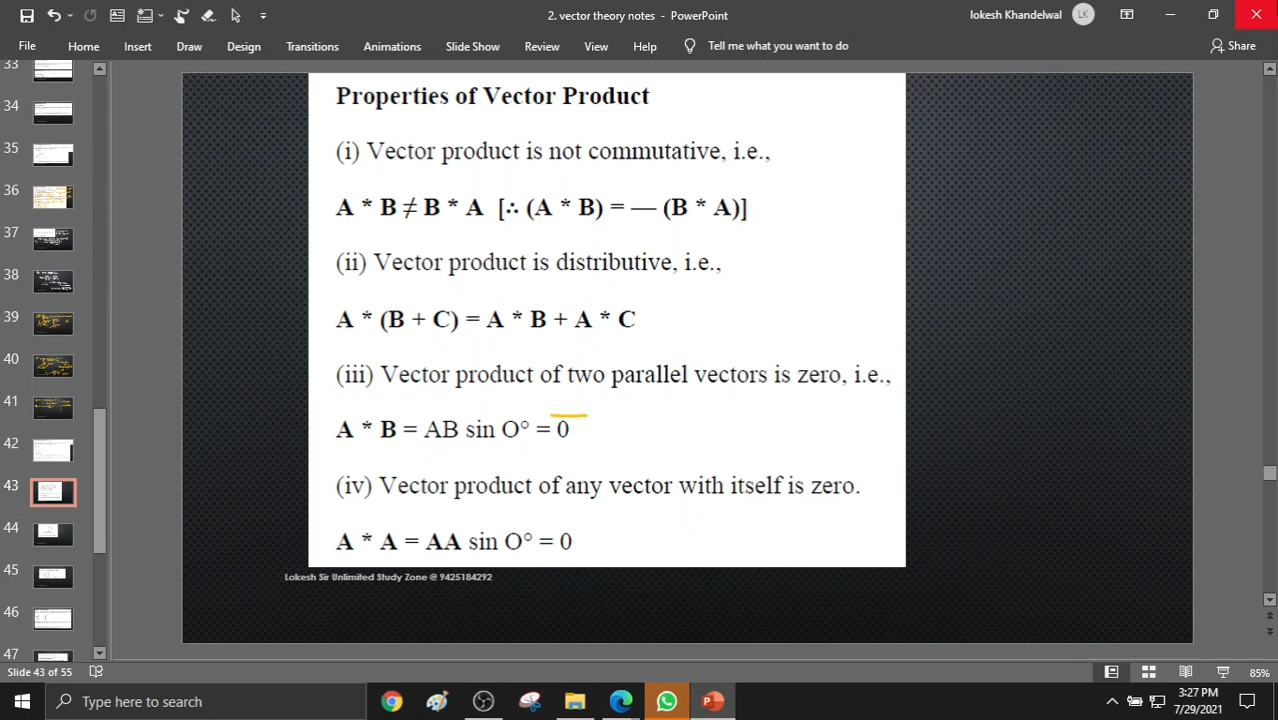 2. vector theory notes - PowerPoint
lokesh Khandelwal
LK
File Home Insert Draw Design Transitions Animations Slide Show Review View Help Tell me what you want to do Share
33
34
35
36
37
38
39
40
41
42
43
44
45
46
47
Properties of Vector Product
(i) Vector product is not commutative, i.e.,
A * B ≠ B * A [∴ (A * B) = — (B * A)]
(ii) Vector product is distributive, i.e.,
A * (B + C) = A * B + A * C
(iii) Vector product of two parallel vectors is zero, i.e.,
A * B = AB sin O° = 0
(iv) Vector product of any vector with itself is zero.
A * A = AA sin O° = 0
Lokesh Sir Unlimited Study Zone @ 9425184292
Slide 43 of 55
85%
Type here to search
3:27 PM
7/29/2021